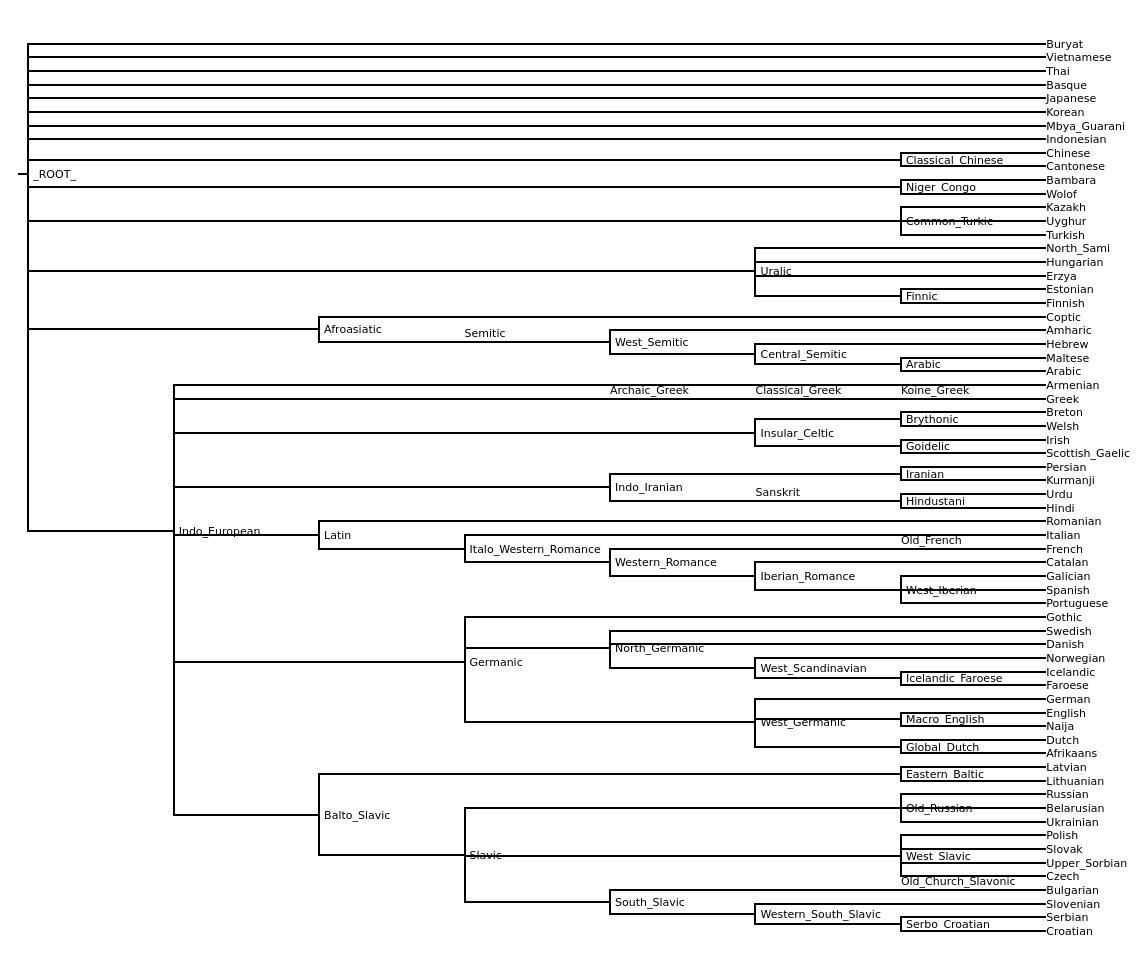 Buryat
Vietnamese
Thai
Basque
Japanese
Korean
Mbya_Guarani
Indonesian
Chinese
Classical_Chinese
Cantonese
_ROOT_
Bambara
Niger_Congo
Wolof
Kazakh
Common_Turkic Uyghur
Turkish
North_Sami
Hungarian
Uralic
Erzya
Estonian
Finnic
Finnish
Coptic
Afroasiatic Semitic Amharic
West_Semitic Hebrew
Central_Semitic Maltese
Arabic
Arabic
Armenian
Archaic_Greek Classical_Greek Koine_Greek
Greek
Breton
Brythonic
Welsh
Insular_Celtic
Irish
Goidelic
Scottish_Gaelic
Persian
Iranian
Kurmanji
Indo_Iranian
Sanskrit Urdu
Hindustani
Hindi
Romanian
Indo_European Latin Italian
Old_French
Italo_Western_Romance French
Western_Romance Catalan
Iberian_Romance Galician
West_Iberian Spanish
Portuguese
Gothic
Swedish
Danish
North_Germanic
Germanic Norwegian
West_Scandinavian Icelandic
Icelandic_Faroese
Faroese
German
English
Macro_English
West_Germanic Naija
Dutch
Global_Dutch
Afrikaans
Latvian
Eastern_Baltic
Lithuanian
Russian
Old_Russian Belarusian
Balto_Slavic Ukrainian
Polish
Slovak
Slavic West_Slavic
Upper_Sorbian
Czech
Old_Church_Slavonic
Bulgarian
South_Slavic Slovenian
Western_South_Slavic Serbian
Serbo_Croatian
Croatian